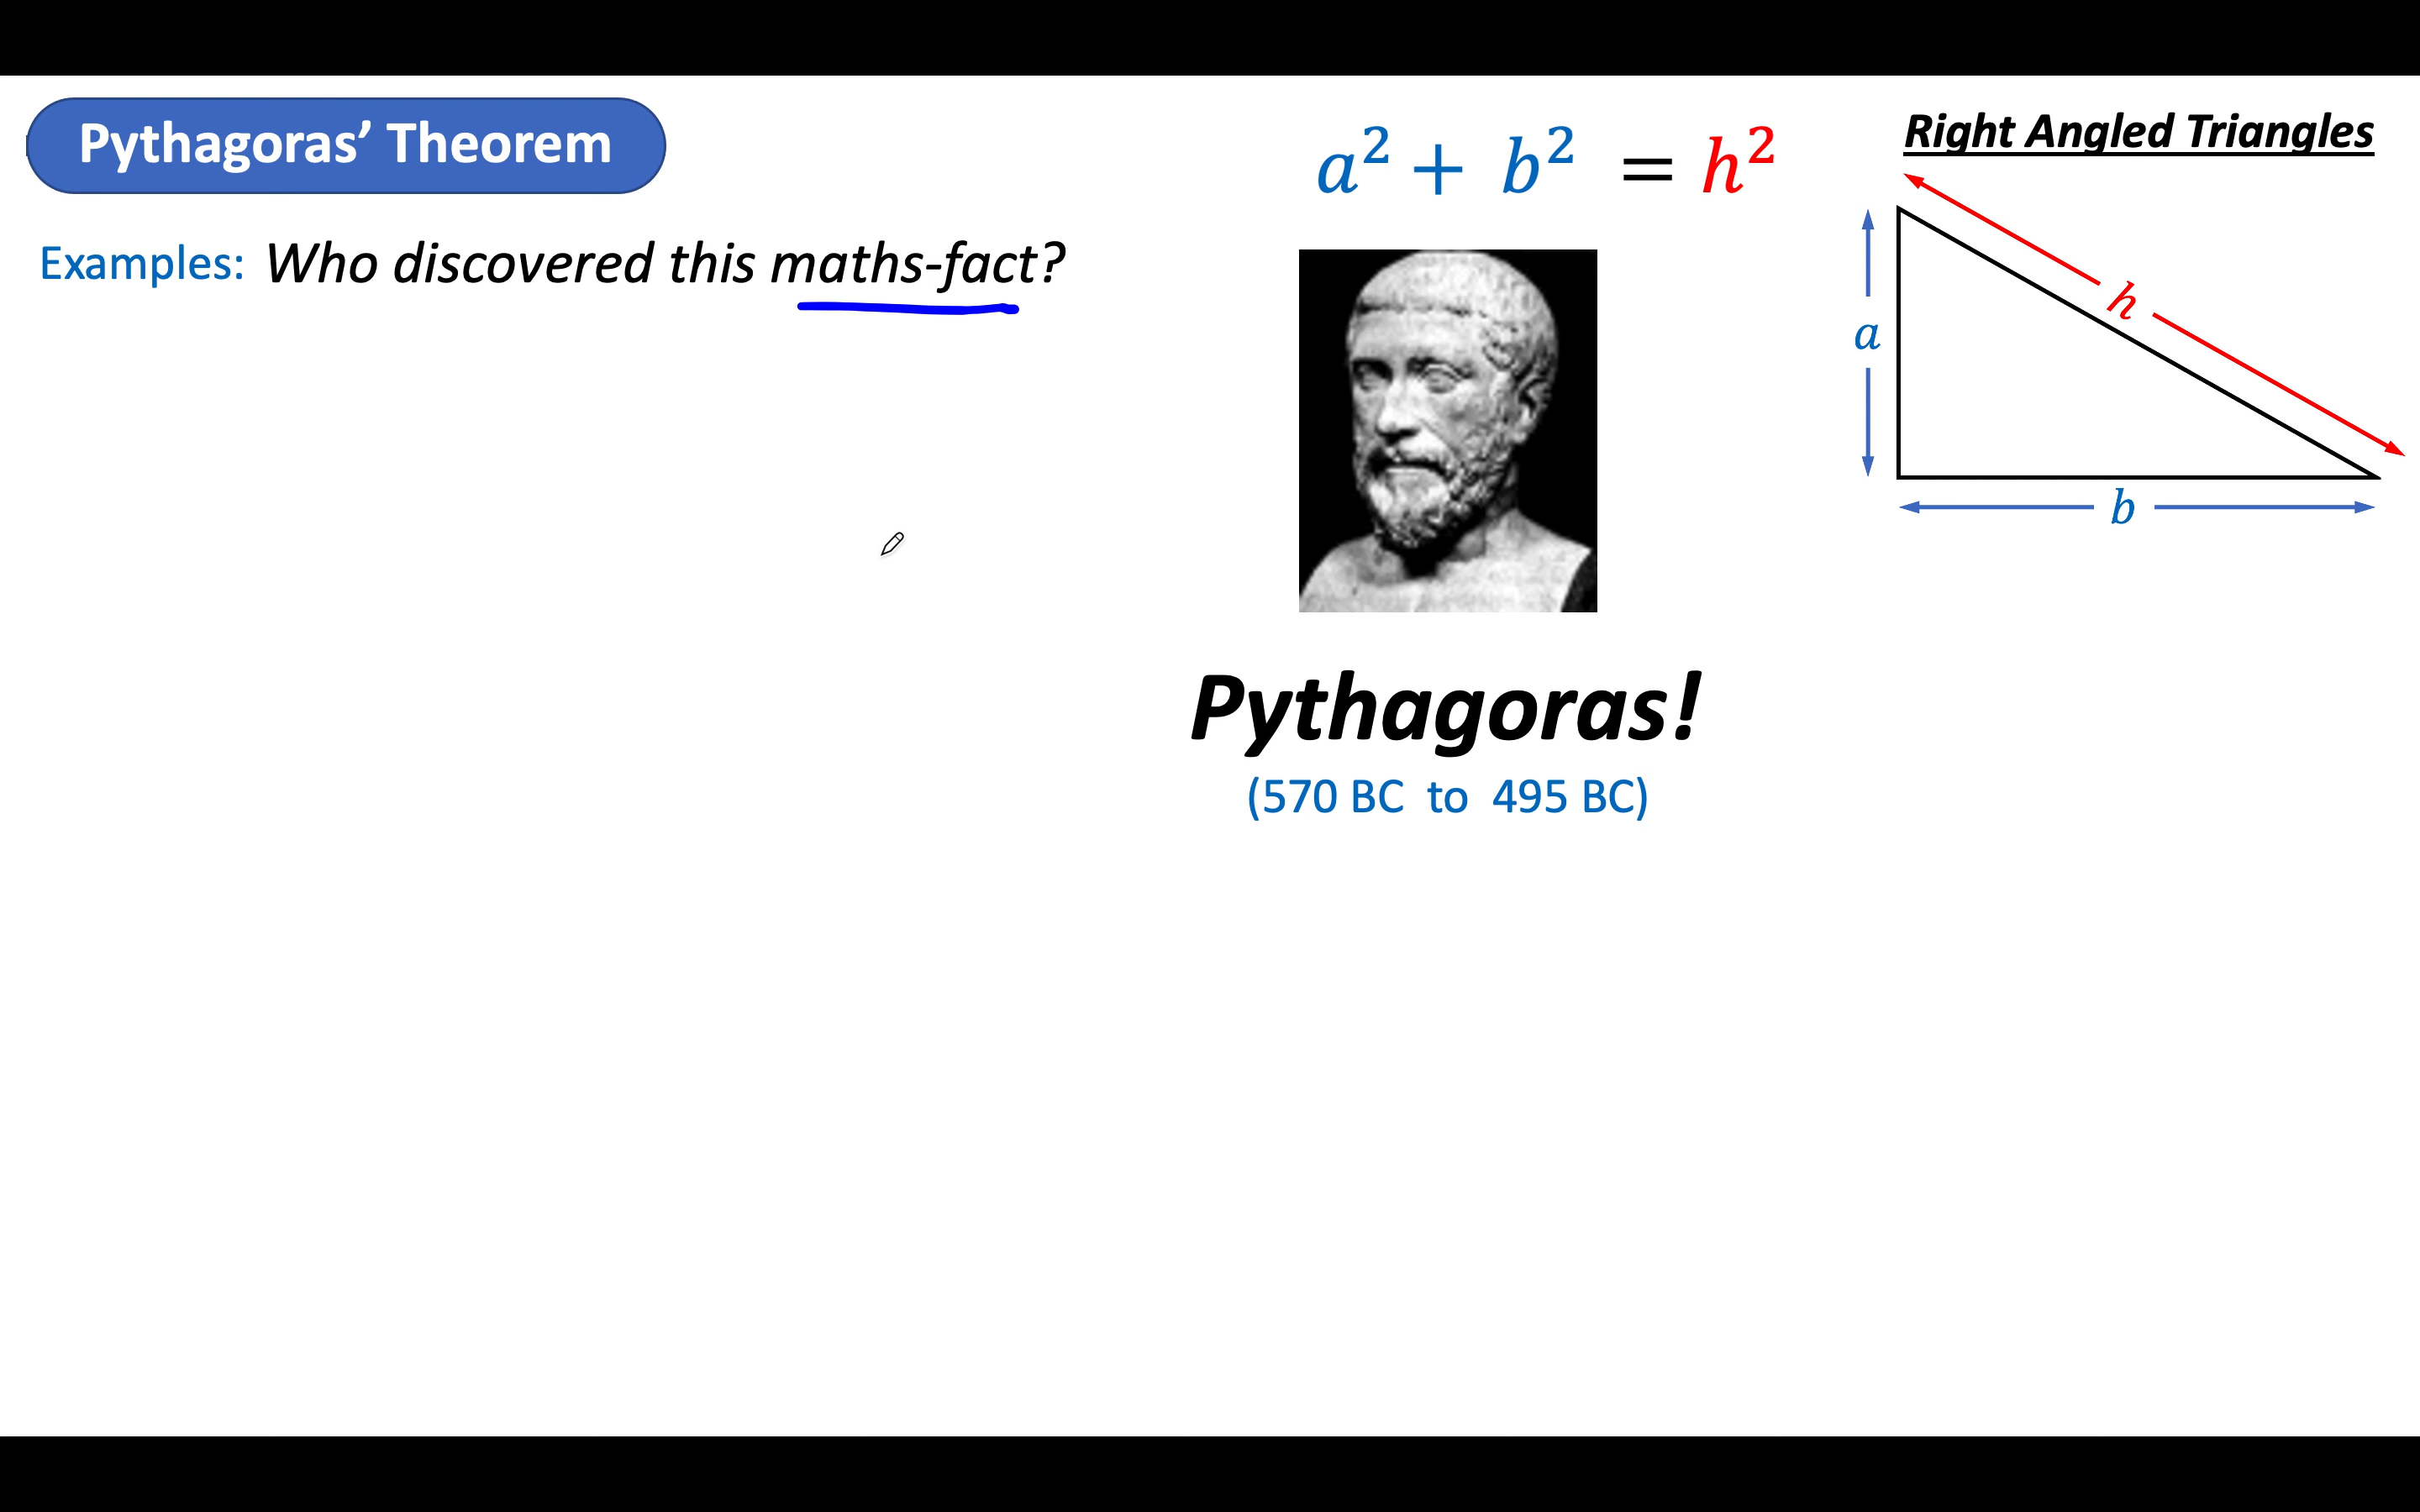 Pythagoras’ Theorem
a² + b² = h²
Right Angled Triangles
Examples: Who discovered this maths-fact?
h
a
b
Pythagoras!
(570 BC to 495 BC)